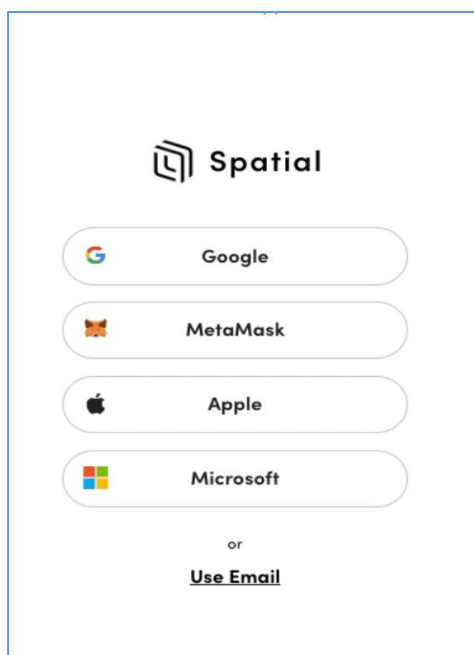 Spatial
Google
MetaMask
Apple
Microsoft
or
Use Email